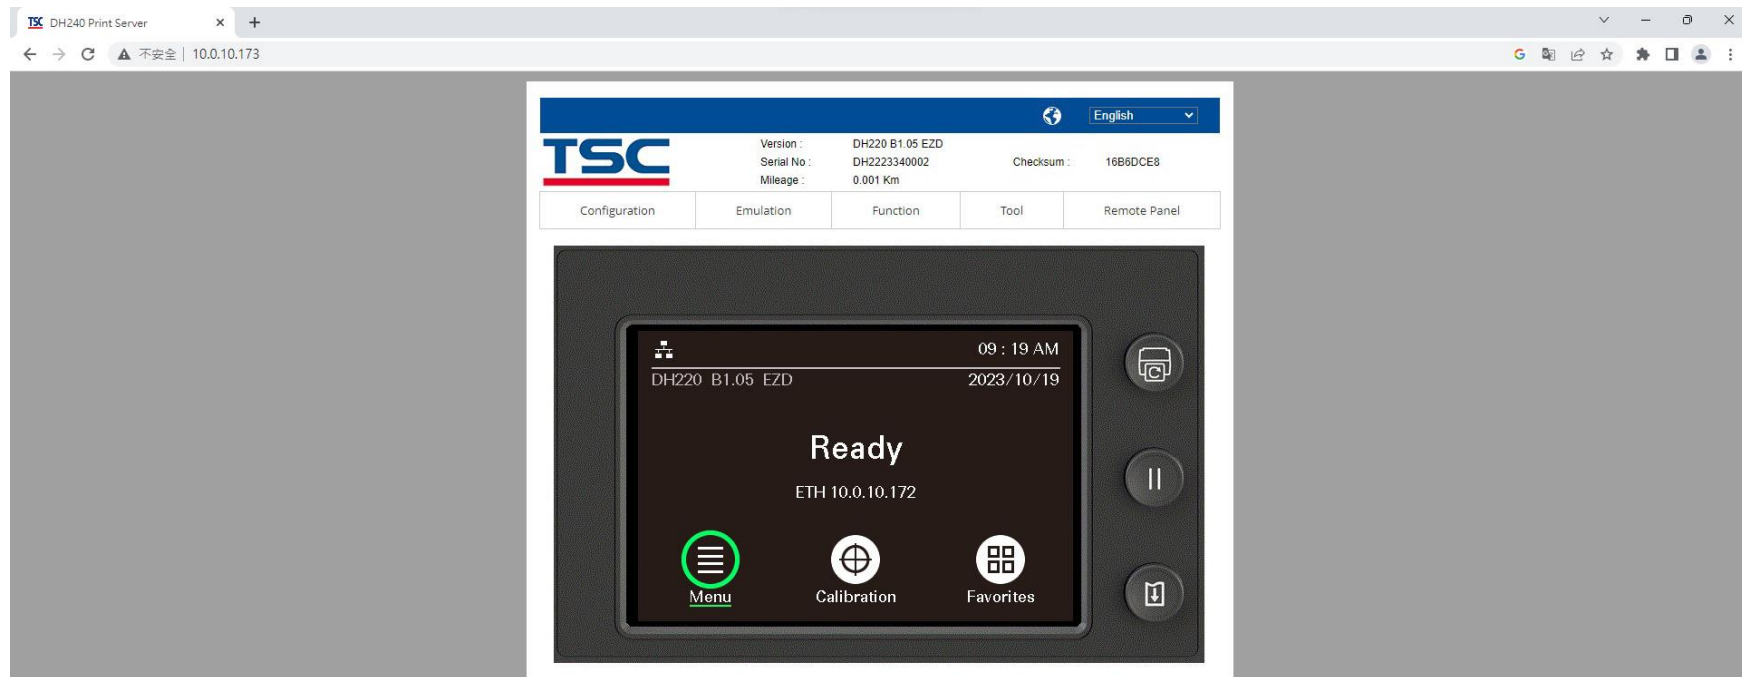 TSC DH240 Print Server
不安全 | 10.0.10.173
English
TSC
Version : DH220 B1.05 EZD
Serial No : DH2223340002 Checksum : 16B6DCE8
Mileage : 0.001 Km
Configuration Emulation Function Tool Remote Panel
09 : 19 AM
DH220 B1.05 EZD 2023/10/19
Ready
ETH 10.0.10.172
Menu Calibration Favorites